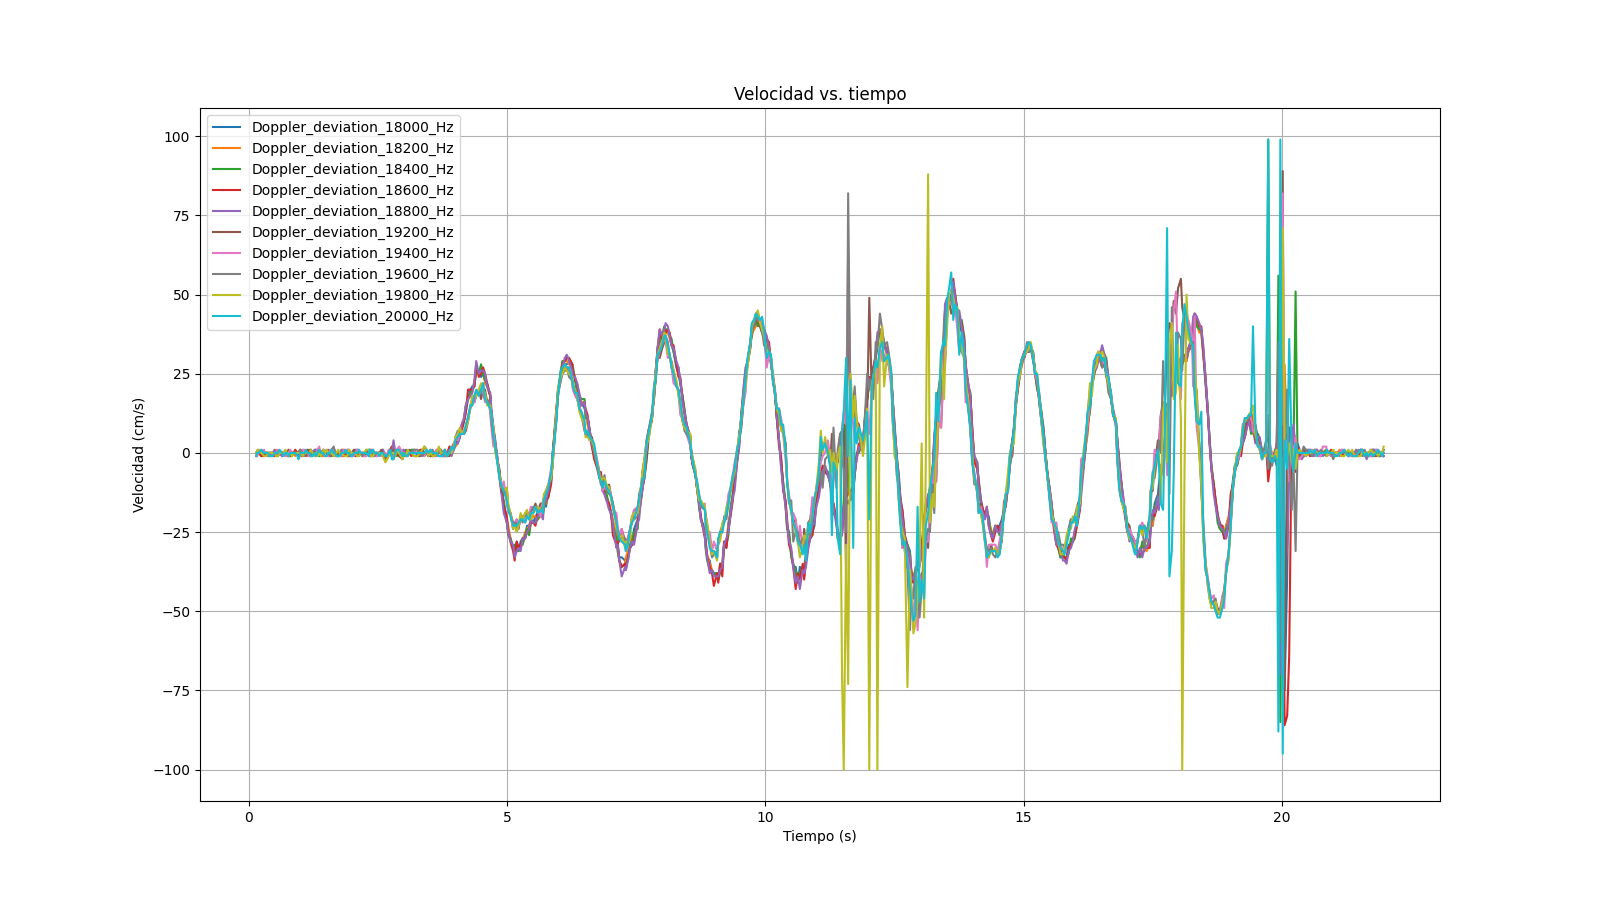 Velocidad vs. tiempo
Doppler_deviation_18000_Hz
Doppler_deviation_18200_Hz
Doppler_deviation_18400_Hz
Doppler_deviation_18600_Hz
Doppler_deviation_18800_Hz
Doppler_deviation_19200_Hz
Doppler_deviation_19400_Hz
Doppler_deviation_19600_Hz
Doppler_deviation_19800_Hz
Doppler_deviation_20000_Hz
100
75
50
25
0
−25
−50
−75
−100
Velocidad (cm/s)
0 5 10 15 20
Tiempo (s)